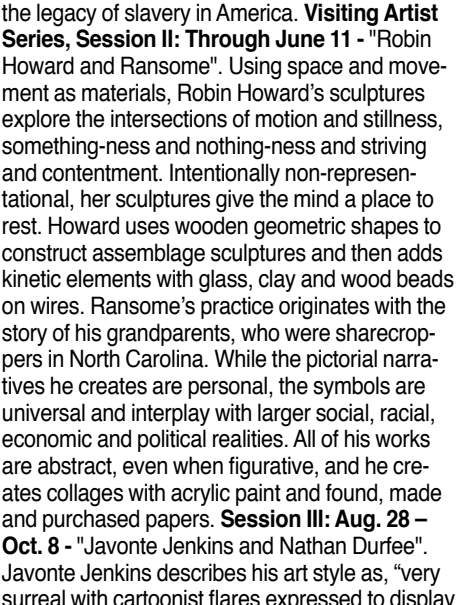 the legacy of slavery in America. Visiting Artist
Series, Session II: Through June 11 - "Robin
Howard and Ransome". Using space and move-
ment as materials, Robin Howard’s sculptures
explore the intersections of motion and stillness,
something-ness and nothing-ness and striving
and contentment. Intentionally non-represen-
tational, her sculptures give the mind a place to
rest. Howard uses wooden geometric shapes to
construct assemblage sculptures and then adds
kinetic elements with glass, clay and wood beads
on wires. Ransome’s practice originates with the
story of his grandparents, who were sharecrop-
pers in North Carolina. While the pictorial narra-
tives he creates are personal, the symbols are
universal and interplay with larger social, racial,
economic and political realities. All of his works
are abstract, even when figurative, and he cre-
ates collages with acrylic paint and found, made
and purchased papers. Session III: Aug. 28 –
Oct. 8 - "Javonte Jenkins and Nathan Durfee".
Javonte Jenkins describes his art style as, “very
surreal with cartoonist flares expressed to display